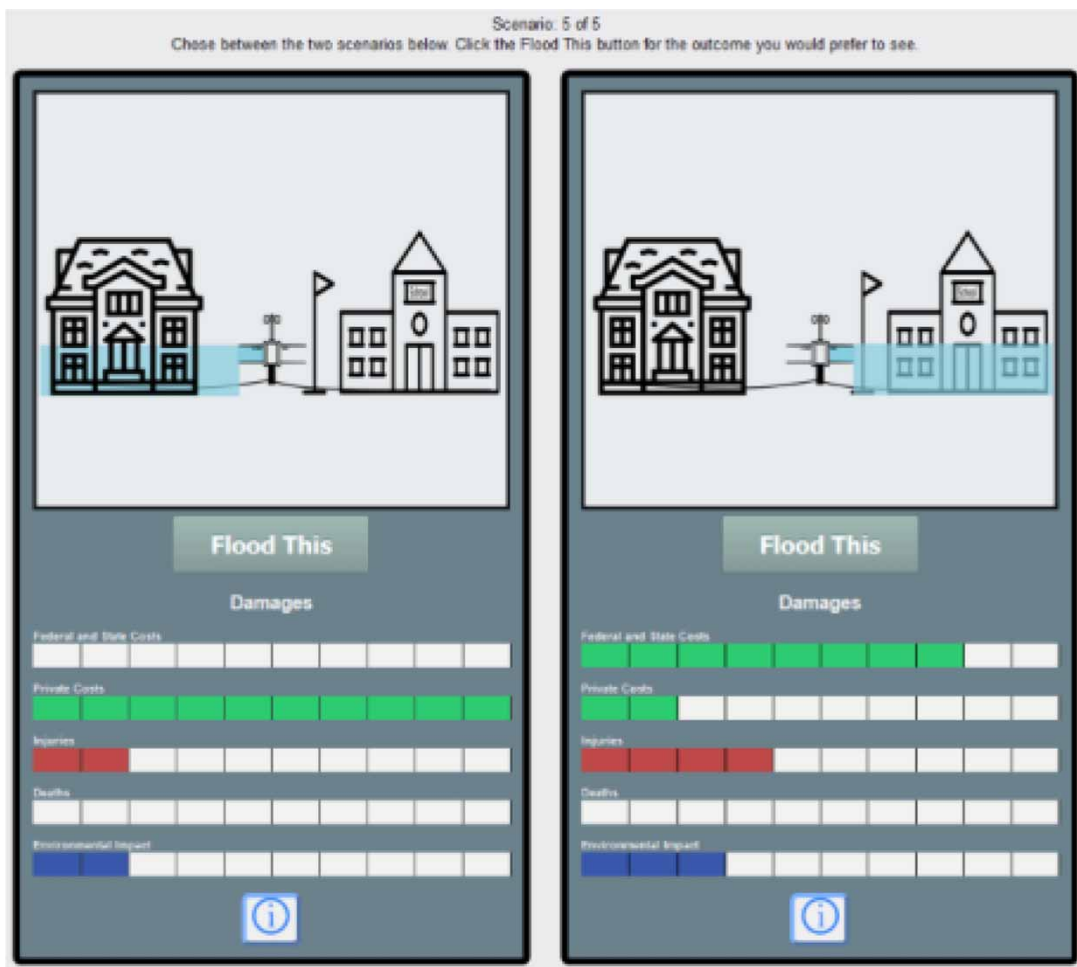 Scenario: 5 of 5
Chose between the two scenarios below. Click the Flood This button for the outcome you would prefer to see.
School
School
Flood This
Flood This
Damages
Damages
Federal and State Costs
Federal and State Costs
Private Costs
Private Costs
Injuries
Injuries
Deaths
Deaths
Environmental Impact
Environmental Impact